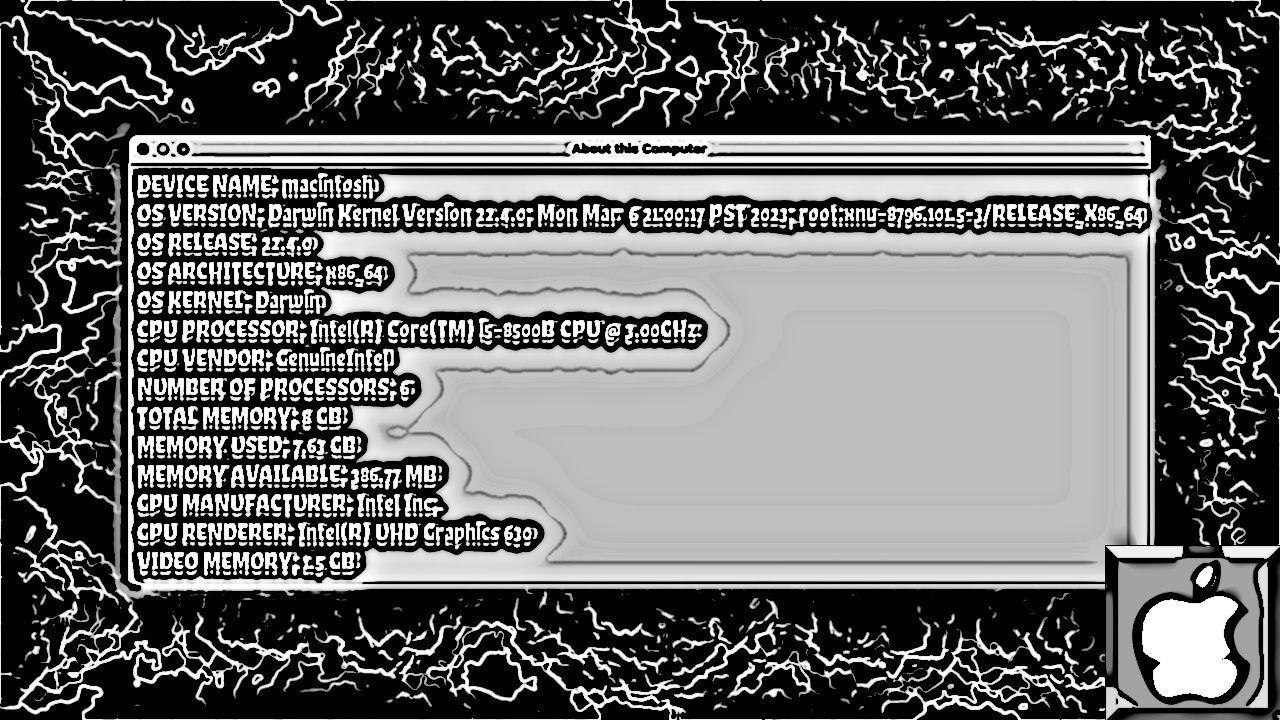 About this Computer
DEVICE NAME: macintosh
OS VERSION: Darwin Kernel Version 22.4.0: Mon Mar 6 21:00:17 PST 2023; root:xnu-8796.101.5~3/RELEASE_X86_64
OS RELEASE: 22.4.0
OS ARCHITECTURE: x86_64
OS KERNEL: Darwin
CPU PROCESSOR: Intel(R) Core(TM) i5-8500B CPU @ 3.00GHz
CPU VENDOR: GenuineIntel
NUMBER OF PROCESSORS: 6
TOTAL MEMORY: 8 GB
MEMORY USED: 7.63 GB
MEMORY AVAILABLE: 386.77 MB
CPU MANUFACTURER: Intel Inc.
GPU RENDERER: Intel(R) UHD Graphics 630
VIDEO MEMORY: 1.5 GB